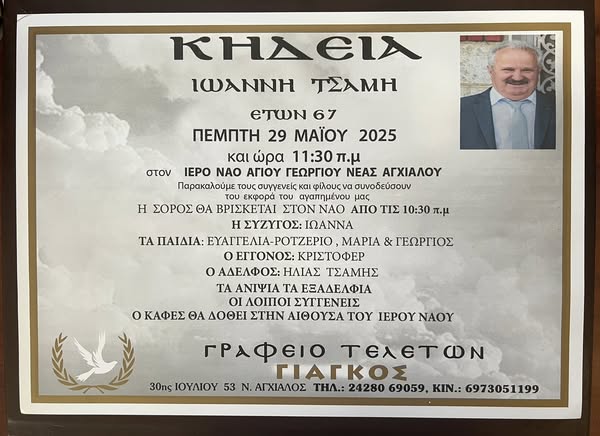 ΚΗΔΕΙΑ
ΙΩΑΝΝΗ ΤΣΑΜΗ
ΕΤΩΝ 67
ΠΕΜΠΤΗ 29 ΜΑΪΟΥ 2025
και ώρα 11:30 π.μ
στον ΙΕΡΟ ΝΑΟ ΑΓΙΟΥ ΓΕΩΡΓΙΟΥ ΝΕΑΣ ΑΓΧΙΑΛΟΥ
Παρακαλούμε τους συγγενείς και φίλους να συνοδεύσουν
του εκφορά του αγαπημένου μας
Η ΣΟΡΟΣ ΘΑ ΒΡΙΣΚΕΤΑΙ ΣΤΟΝ ΝΑΟ ΑΠΟ ΤΙΣ 10:30 π.μ
Η ΣΥΖΥΓΟΣ: ΙΩΑΝΝΑ
ΤΑ ΠΑΙΔΙΑ: ΕΥΑΓΓΕΛΙΑ-ΡΟΤΖΕΡΙΟ , ΜΑΡΙΑ & ΓΕΩΡΓΙΟΣ
Ο ΕΓΓΟΝΟΣ: ΚΡΙΣΤΟΦΕΡ
Ο ΑΔΕΛΦΟΣ: ΗΛΙΑΣ ΤΣΑΜΗΣ
ΤΑ ΑΝΙΨΙΑ ΤΑ ΕΞΑΔΕΛΦΙΑ
ΟΙ ΛΟΙΠΟΙ ΣΥΓΓΕΝΕΙΣ
Ο ΚΑΦΕΣ ΘΑ ΔΟΘΕΙ ΣΤΗΝ ΑΙΘΟΥΣΑ ΤΟΥ ΙΕΡΟΥ ΝΑΟΥ
ΓΡΑΦΕΙΟ ΤΕΛΕΤΩΝ
ΓΙΑΓΚΟΣ
30ης ΙΟΥΛΙΟΥ 53 Ν. ΑΓΧΙΑΛΟΣ ΤΗΛ.: 24280 69059, ΚΙΝ.: 6973051199